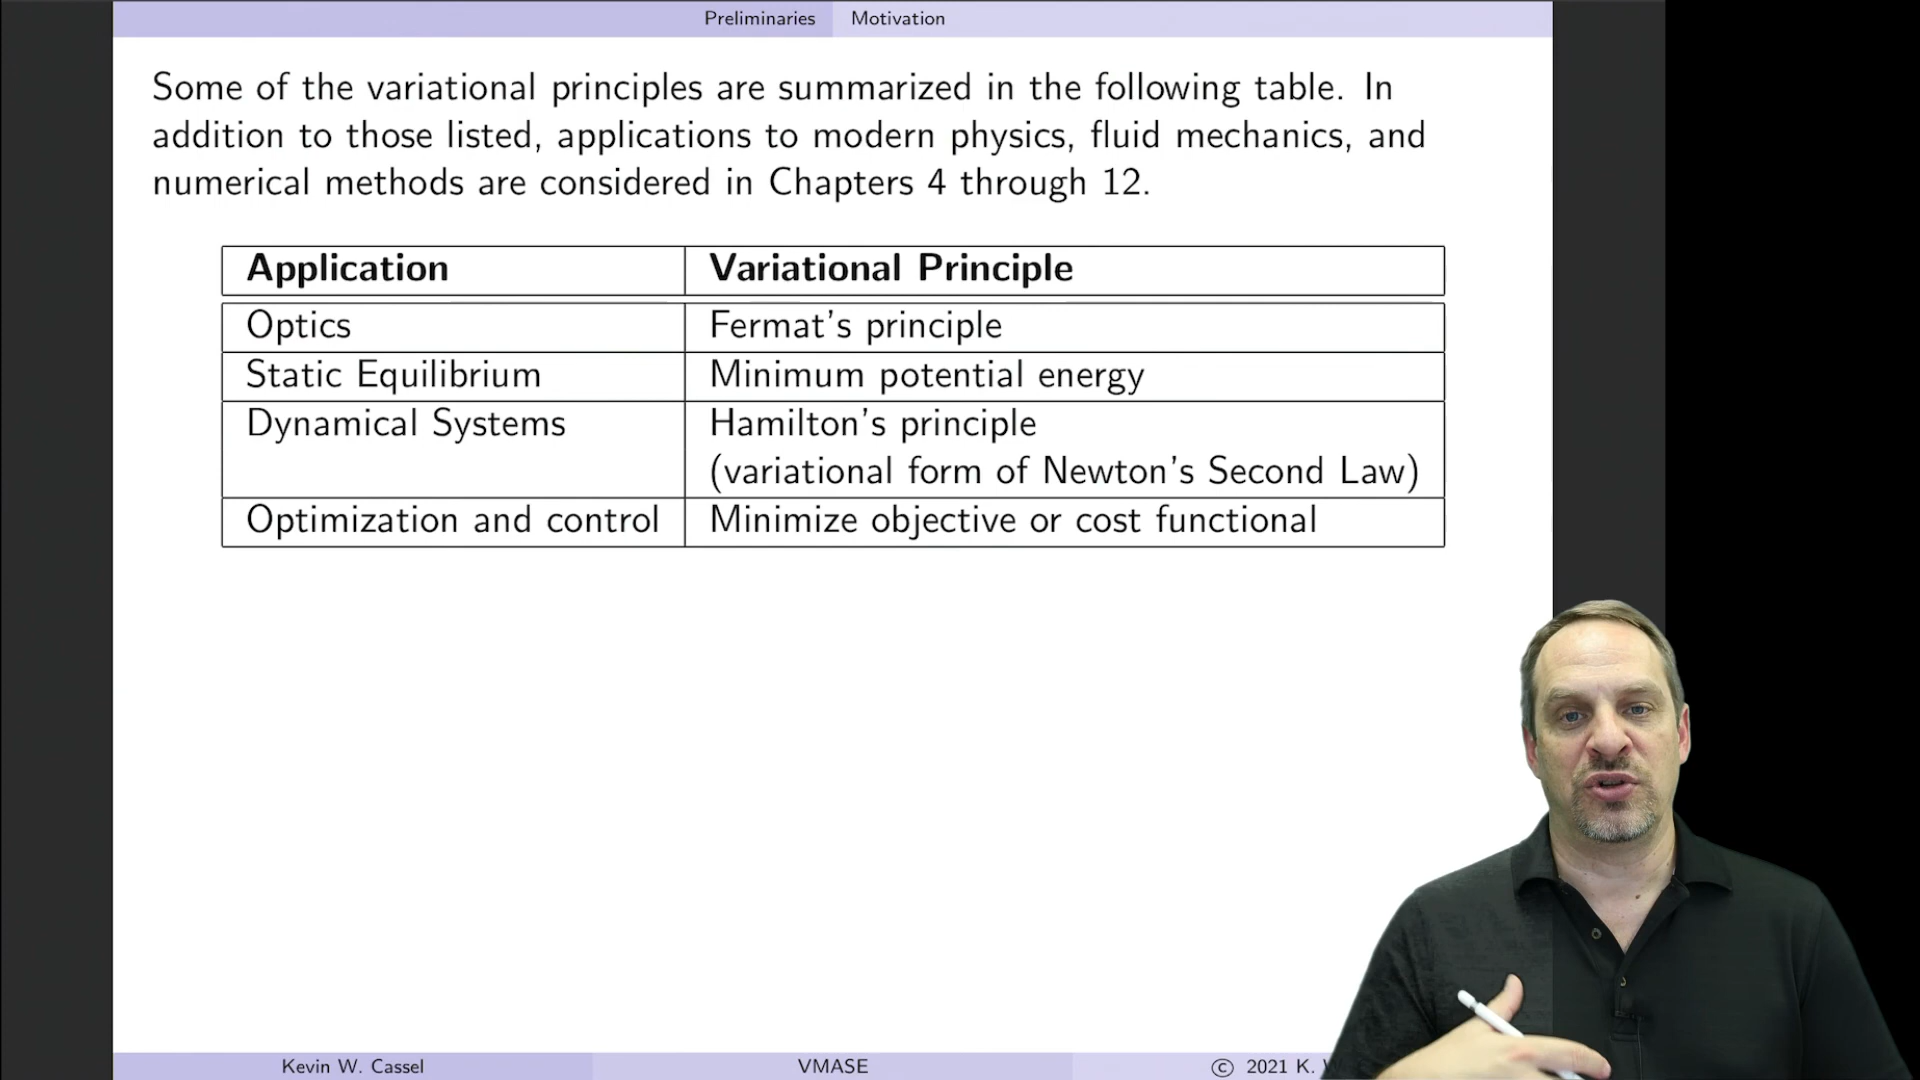 Preliminaries Motivation
Some of the variational principles are summarized in the following table. In
addition to those listed, applications to modern physics, fluid mechanics, and
numerical methods are considered in Chapters 4 through 12.
Application Variational Principle
Optics Fermat's principle
Static Equilibrium Minimum potential energy
Dynamical Systems Hamilton's principle
(variational form of Newton's Second Law)
Optimization and control Minimize objective or cost functional
Kevin W. Cassel VMASE © 2021 K.